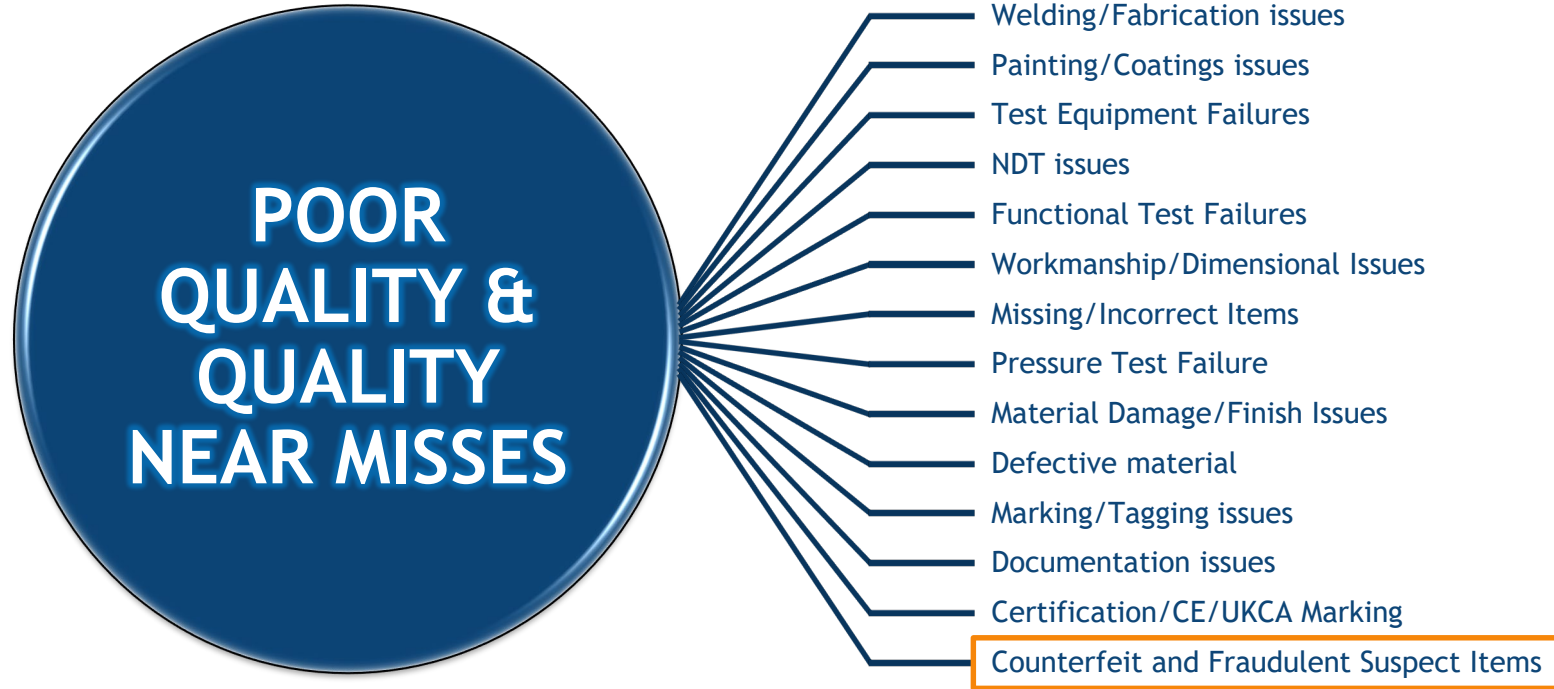 POOR
QUALITY &
QUALITY
NEAR MISSES
Welding/Fabrication issues
Painting/Coatings issues
Test Equipment Failures
NDT issues
Functional Test Failures
Workmanship/Dimensional Issues
Missing/Incorrect Items
Pressure Test Failure
Material Damage/Finish Issues
Defective material
Marking/Tagging issues
Documentation issues
Certification/CE/UKCA Marking
Counterfeit and Fraudulent Suspect Items